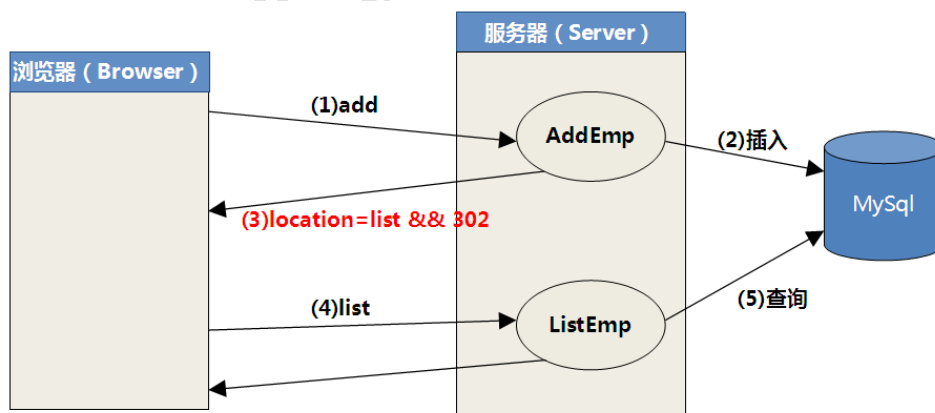 服务器（Server）
浏览器（Browser）
(1)add
AddEmp
(2)插入
MySql
(3)location=list && 302
(4)list
ListEmp
(5)查询